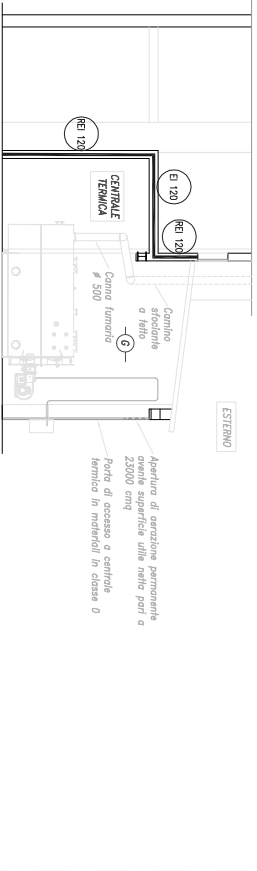 ESTERNO
REI 120
EI 120
REI 120
CENTRALE
TERMICA
Camino
sfociante
a tetto
G
Canna fumaria
ø 500
Apertura di aerazione permanente
avente superficie utile netta pari a
23000 cmq
Porta di accesso a centrale
termica in materiali in classe 0